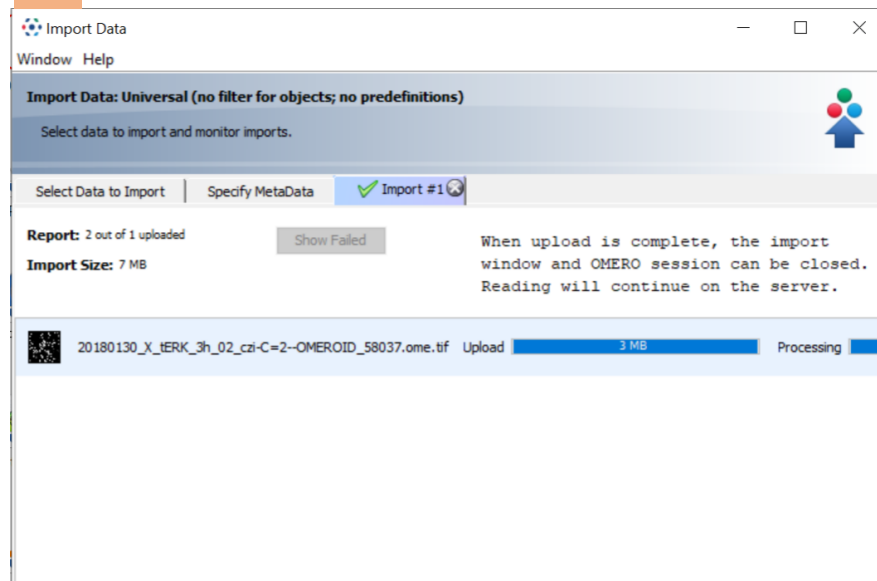 Import Data
Window Help
Import Data: Universal (no filter for objects; no predefinitions)
Select data to import and monitor imports.
Select Data to Import Specify MetaData Import #1
Report: 2 out of 1 uploaded Show Failed When upload is complete, the import
Import Size: 7 MB window and OMERO session can be closed.
Reading will continue on the server.
20180130_X_tERK_3h_02_czi-C=2--OMEROID_58037.ome.tif Upload 3 MB Processing